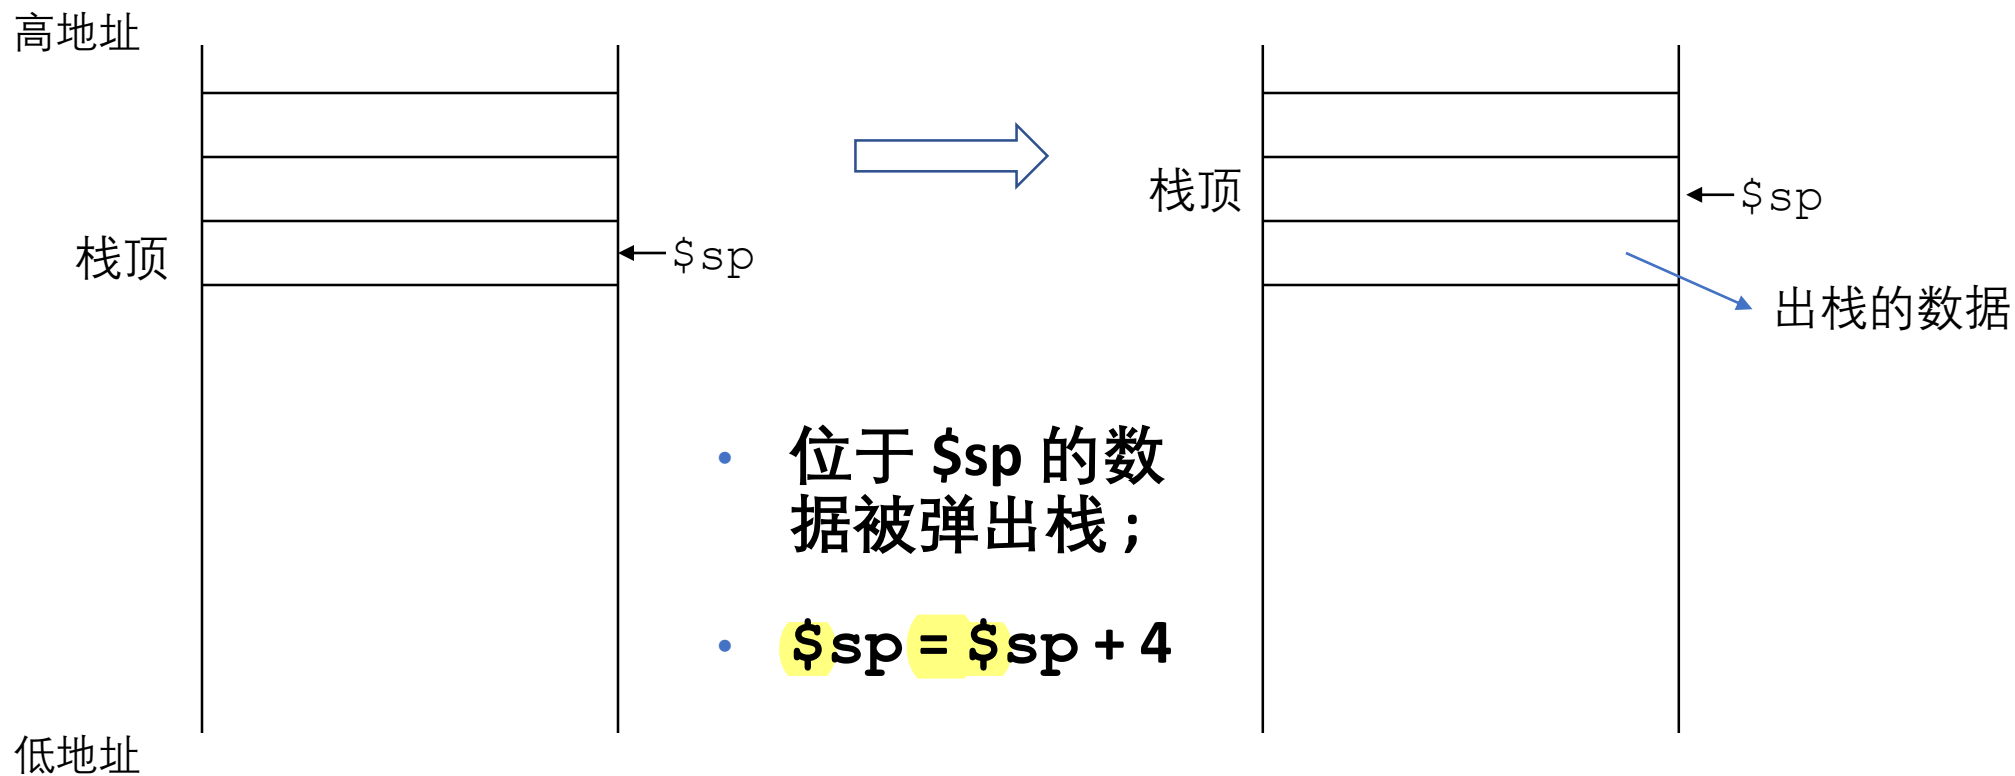 高地址
栈顶
$sp
栈顶
$sp
出栈的数据
• 位于 $sp 的数
据被弹出栈；
• $sp = $sp + 4
低地址